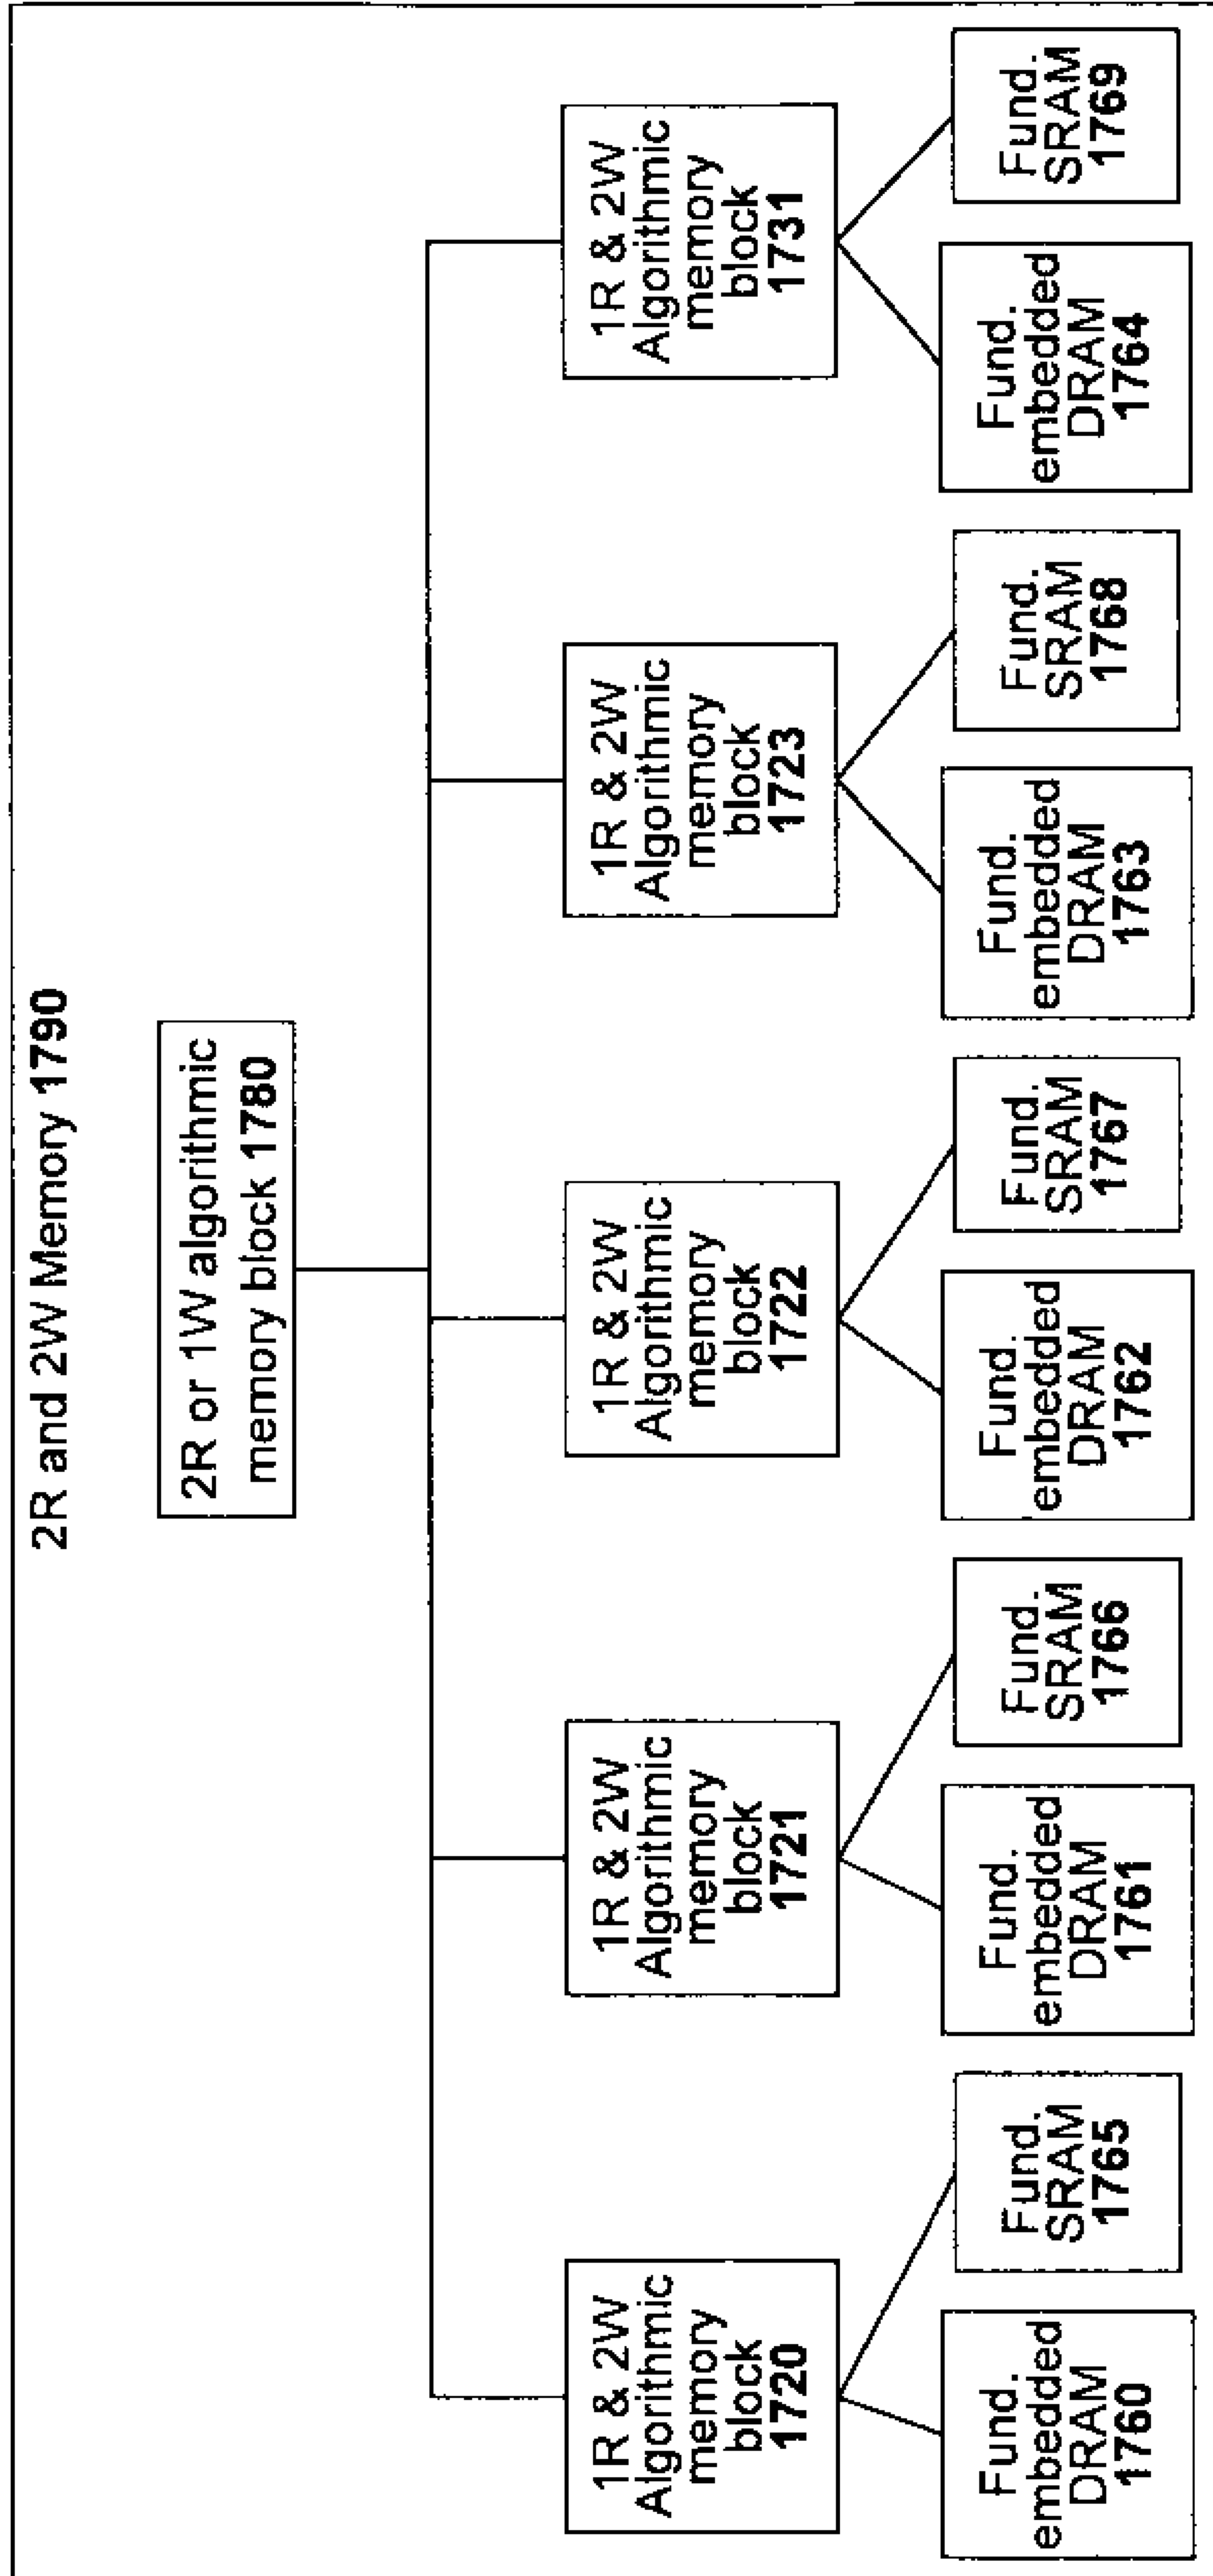 2R and 2W Memory 1790
2R or 1W algorithmic
memory block 1780
1R & 2W
Algorithmic
memory
block
1720
1R & 2W
Algorithmic
memory
block
1721
1R & 2W
Algorithmic
memory
block
1722
1R & 2W
Algorithmic
memory
block
1723
1R & 2W
Algorithmic
memory
block
1731
Fund.
embedded
DRAM
1760
Fund.
SRAM
1765
Fund.
embedded
DRAM
1761
Fund.
SRAM
1766
Fund.
embedded
DRAM
1762
Fund.
SRAM
1767
Fund.
embedded
DRAM
1763
Fund.
SRAM
1768
Fund.
embedded
DRAM
1764
Fund.
SRAM
1769